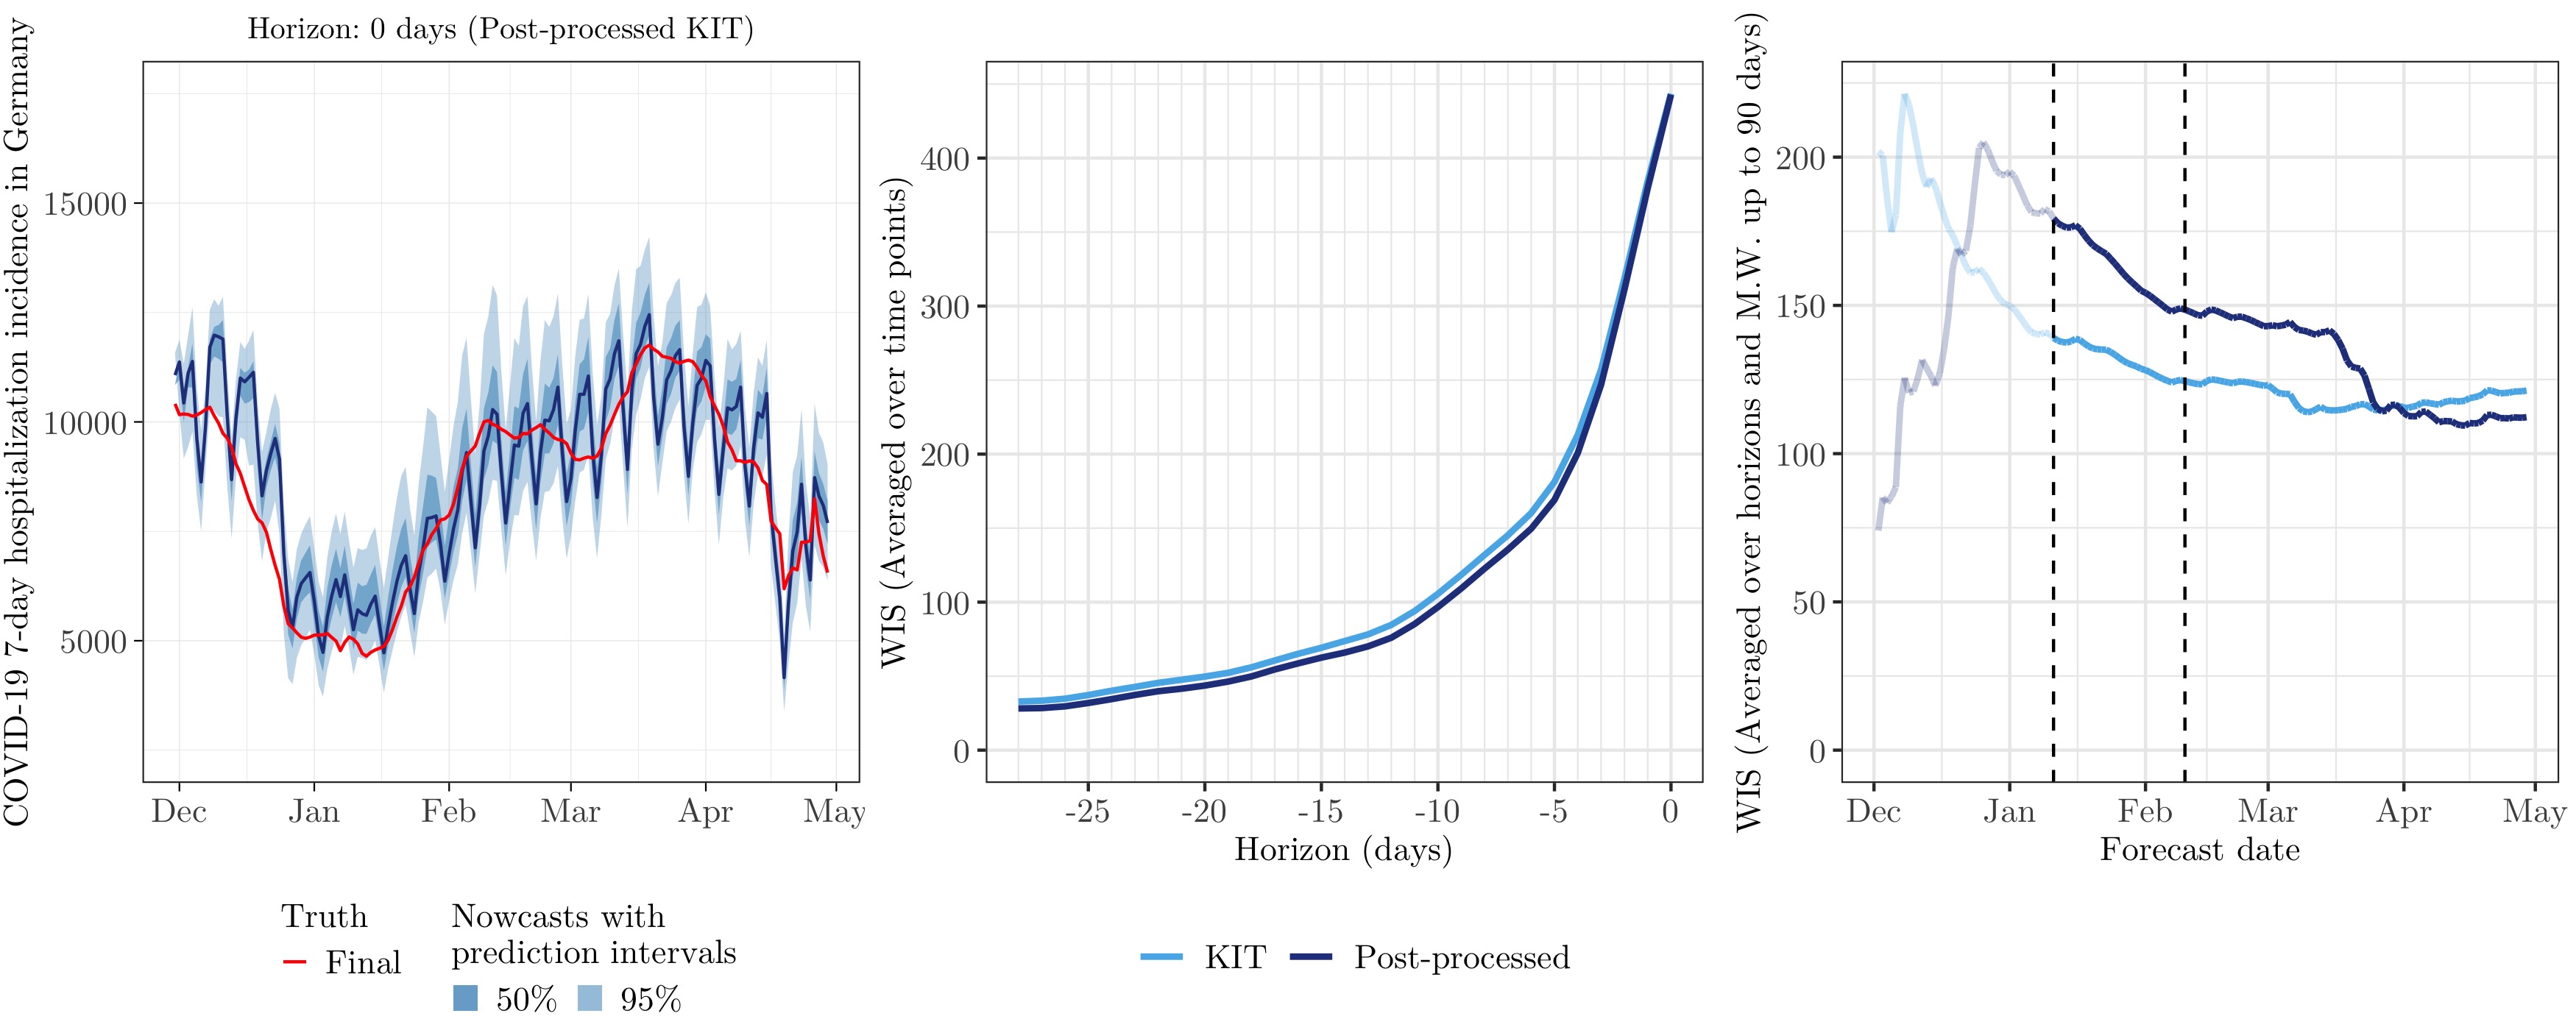 Horizon: 0 days (Post-processed KIT)
COVID-19 7-day hospitalization incidence in Germany
15000
10000
5000
Dec Jan Feb Mar Apr May
Truth
Final
Nowcasts with
prediction intervals
50% 95%
WIS (Averaged over time points)
400
300
200
100
0
-25 -20 -15 -10 -5 0
Horizon (days)
KIT Post-processed
WIS (Averaged over horizons and M.W. up to 90 days)
200
150
100
50
0
Dec Jan Feb Mar Apr May
Forecast date